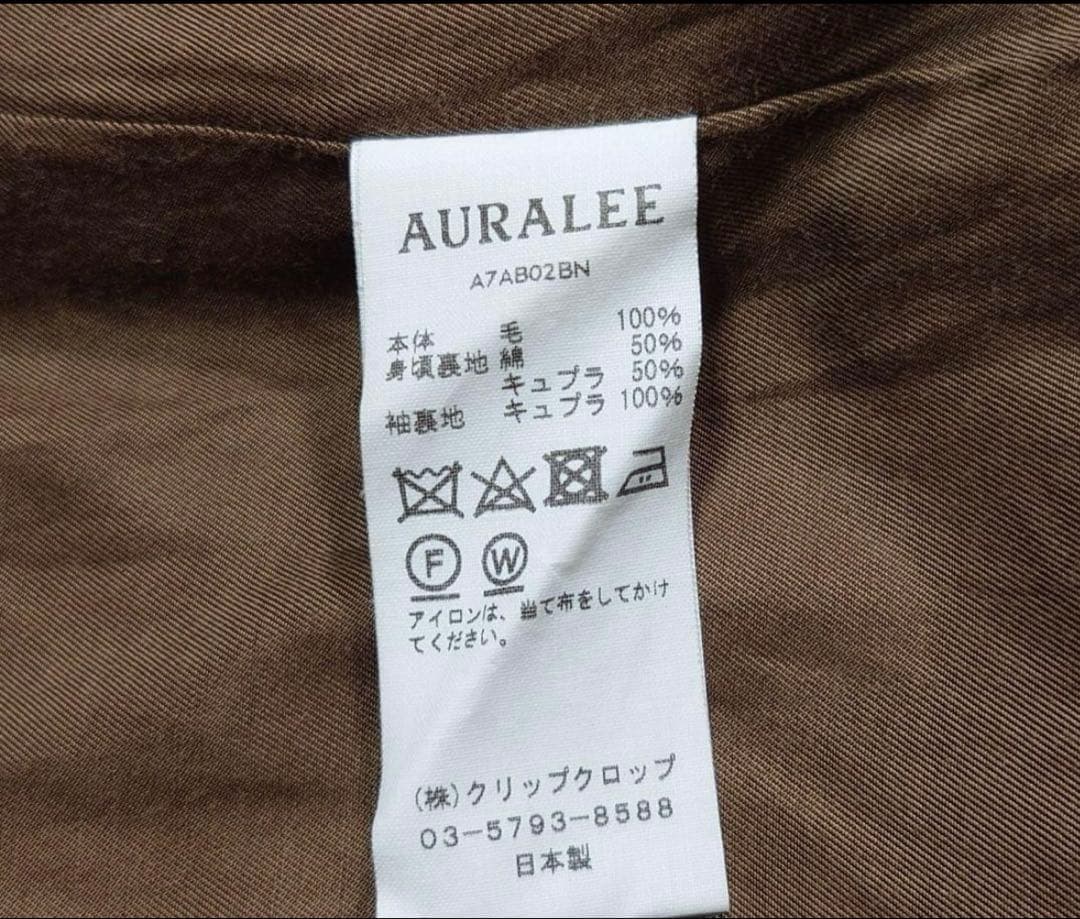 AURALEE
A7AB02BN
本体 毛 100%
身頃裏地 綿 50%
キュプラ 50%
袖裏地 キュプラ 100%
F W
アイロンは、当て布をしてかけ
てください。
(株)クリップクロップ
03-5793-8588
日本製